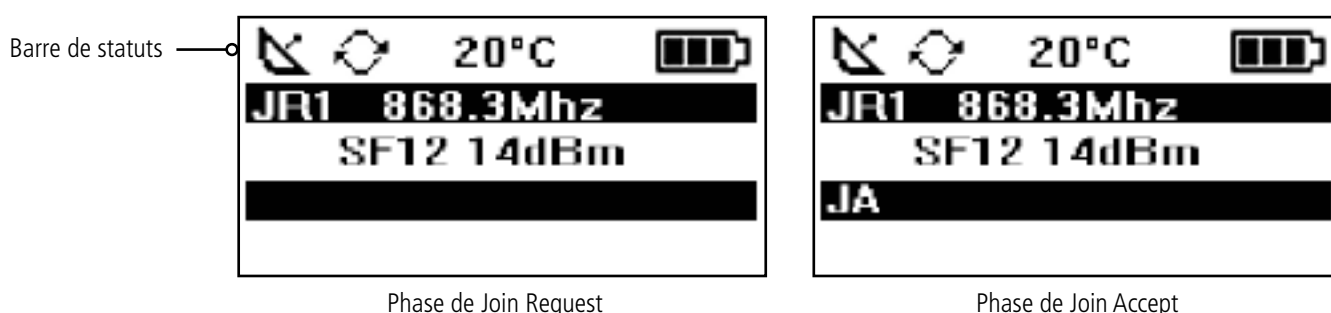 Barre de statuts
20°C
JR1 868.3Mhz
SF12 14dBm
Phase de Join Request
20°C
JR1 868.3Mhz
SF12 14dBm
JA
Phase de Join Accept